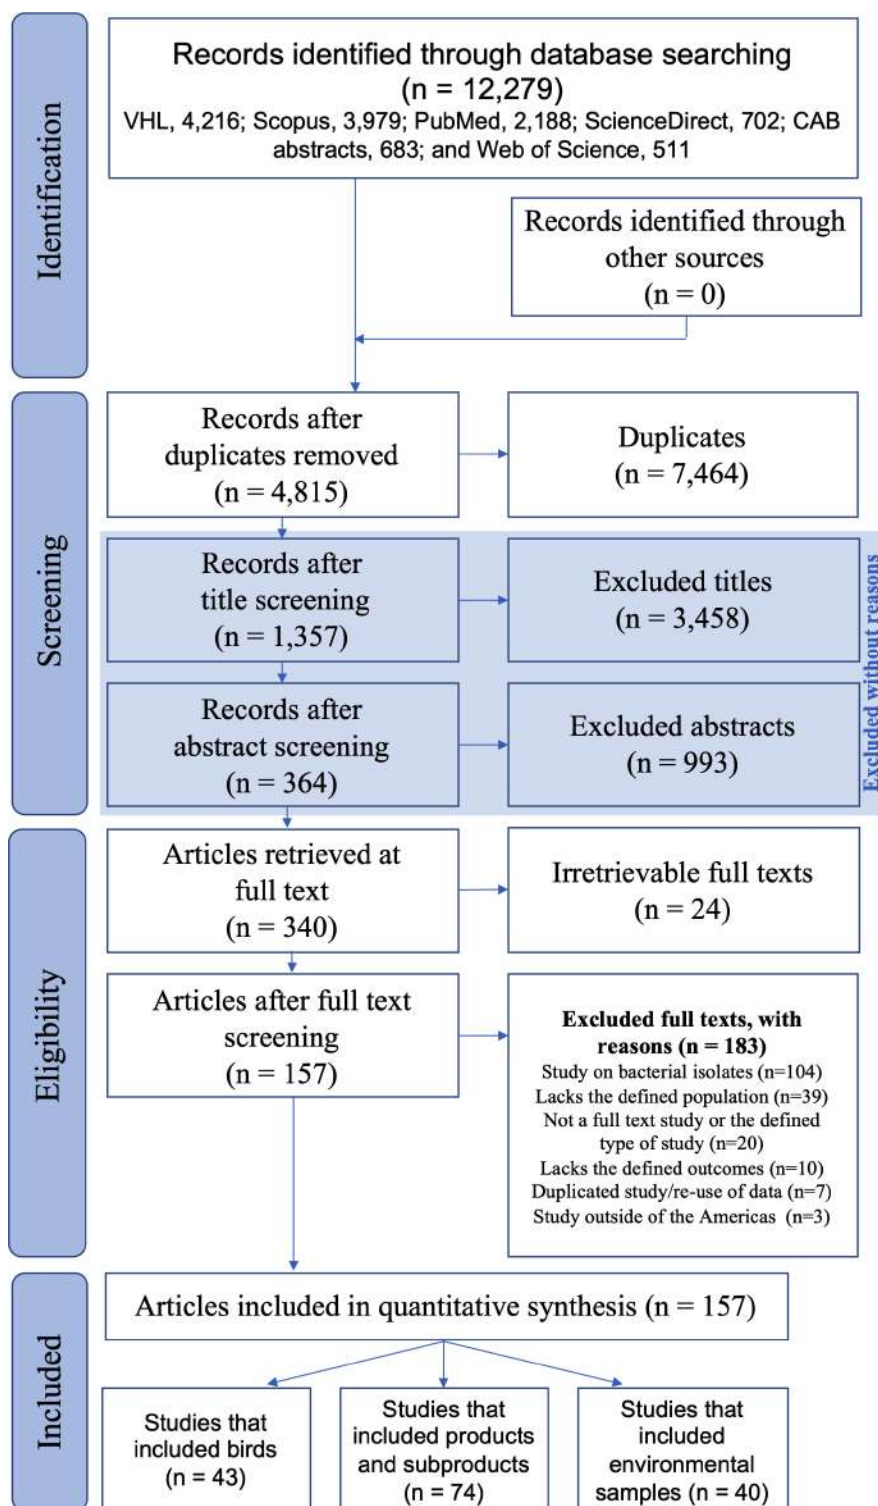 Identification
Records identified through database searching
(n = 12,279)
VHL, 4,216; Scopus, 3,979; PubMed, 2,188; ScienceDirect, 702; CAB
abstracts, 683; and Web of Science, 511
Records identified through
other sources
(n = 0)
Screening
Records after
duplicates removed
(n = 4,815)
Duplicates
(n = 7,464)
Records after
title screening
(n = 1,357)
Excluded titles
(n = 3,458)
Records after
abstract screening
(n = 364)
Excluded abstracts
(n = 993)
Excluded without reasons
Eligibility
Articles retrieved at
full text
(n = 340)
Irretrievable full texts
(n = 24)
Articles after full text
screening
(n = 157)
Excluded full texts, with
reasons (n = 183)
Study on bacterial isolates (n=104)
Lacks the defined population (n=39)
Not a full text study or the defined
type of study (n=20)
Lacks the defined outcomes (n=10)
Duplicated study/re-use of data (n=7)
Study outside of the Americas (n=3)
Included
Articles included in quantitative synthesis (n = 157)
Studies that
included birds
(n = 43)
Studies that
included products
and subproducts
(n = 74)
Studies that
included
environmental
samples (n = 40)